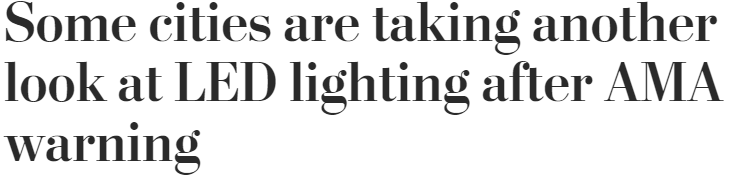 Some cities are taking another
look at LED lighting after AMA
warning